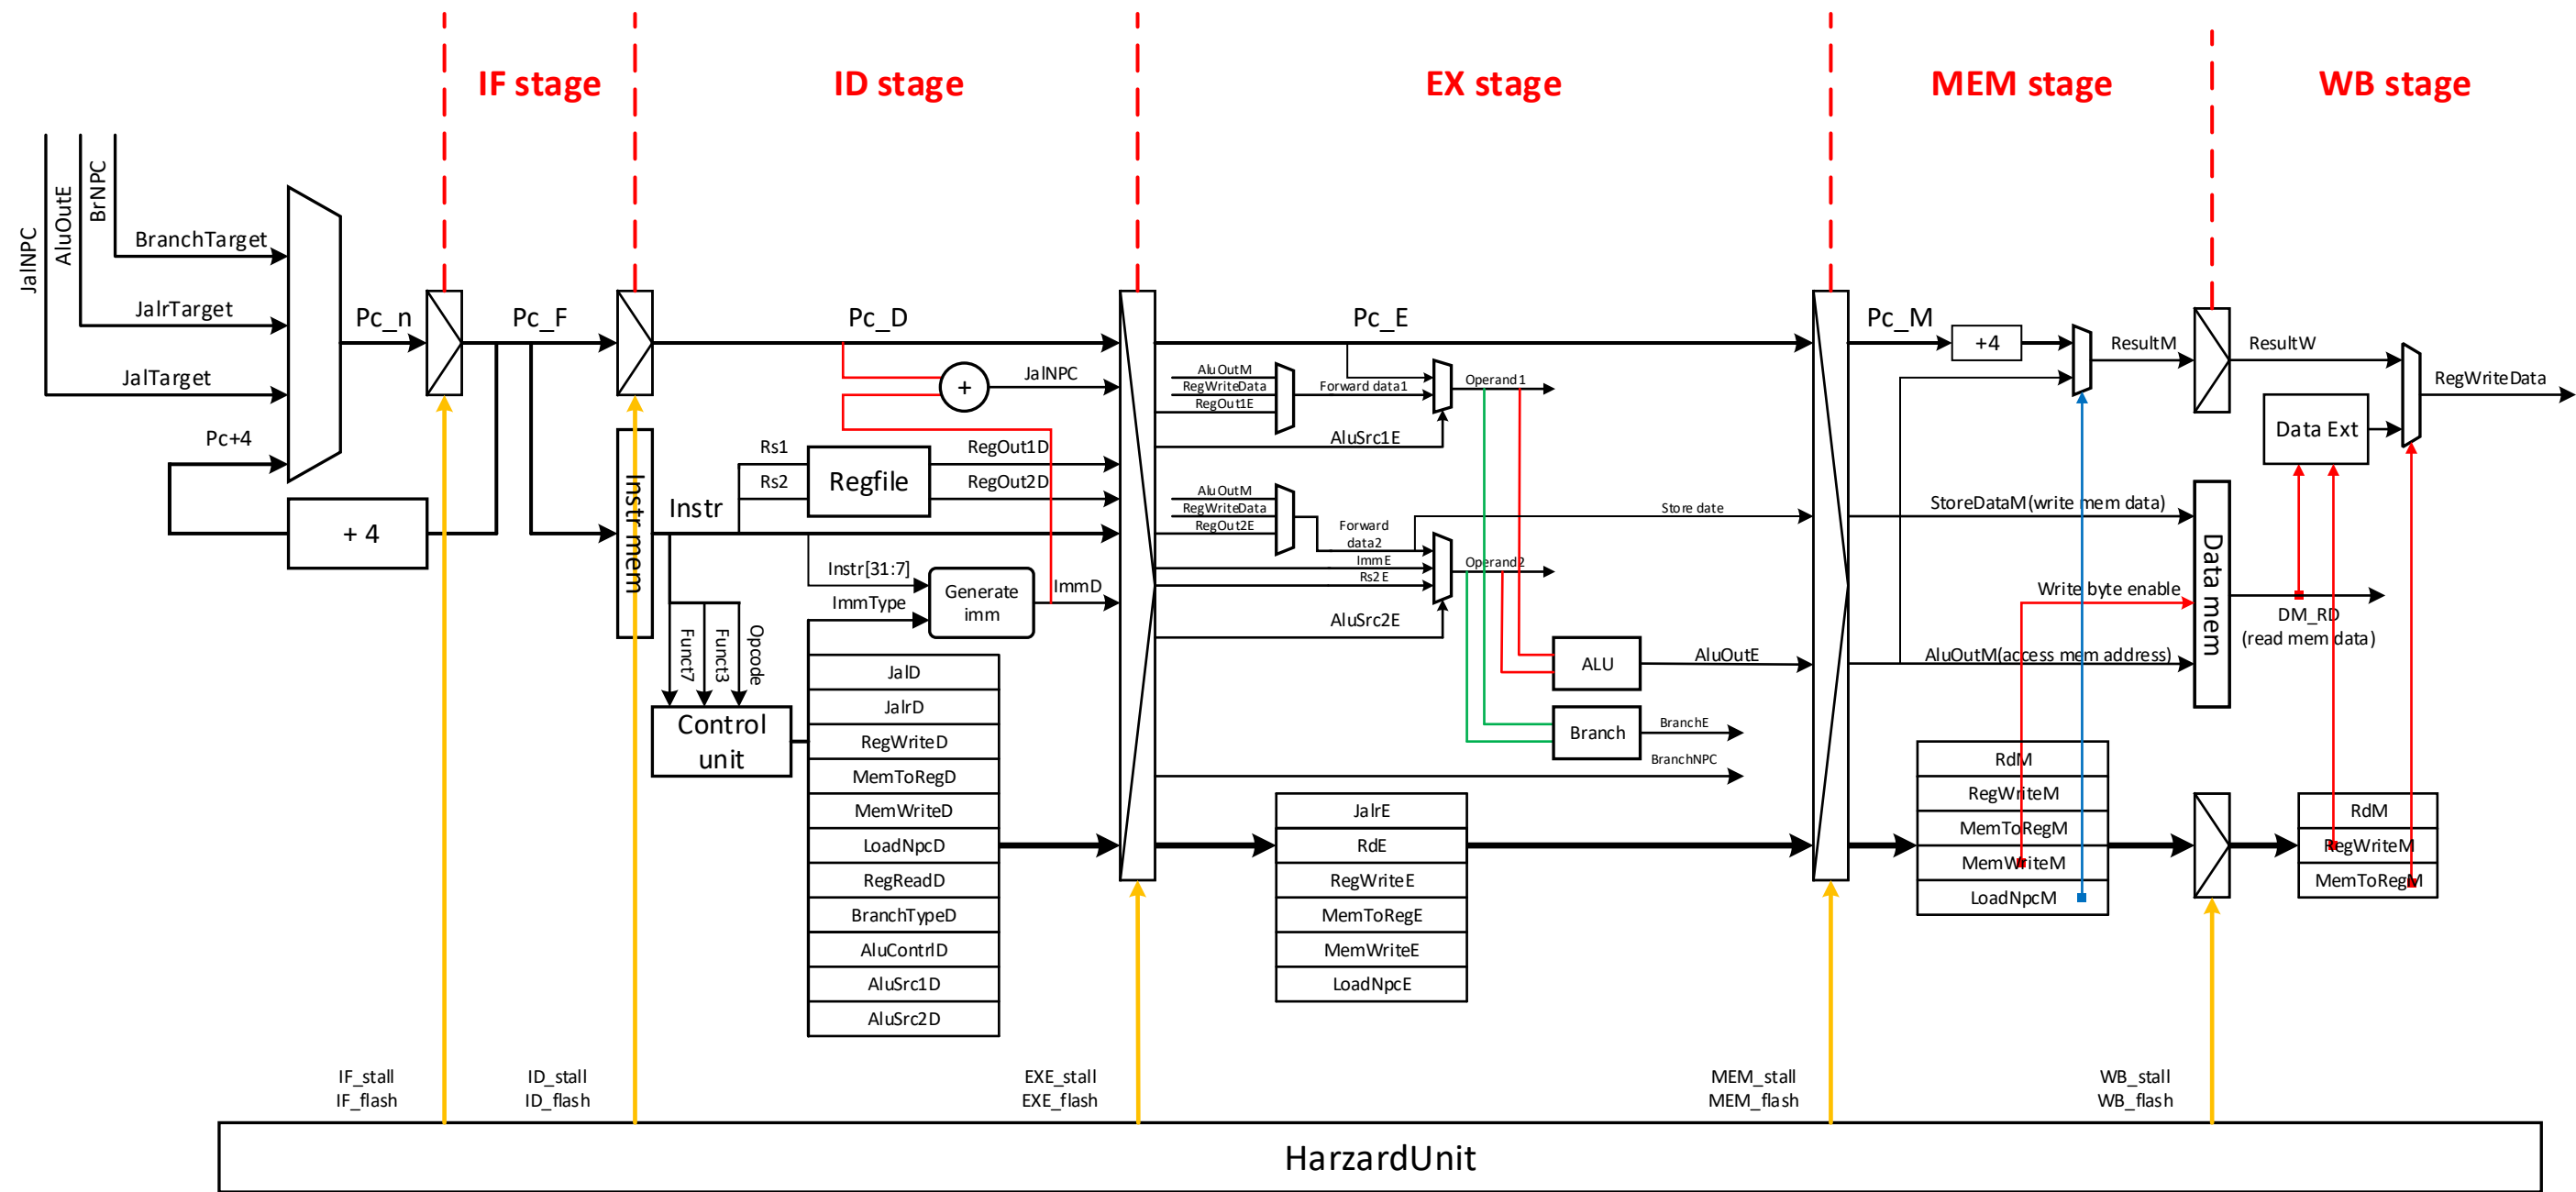 IF stage
ID stage
EX stage
MEM stage
WB stage
JalNPC
AluOutE
BrNPC
BranchTarget
JalrTarget
JalTarget
Pc+4
+ 4
Pc_n
Pc_F
Instr mem
Pc_D
+
JalNPC
Rs1
Rs2
Regfile
RegOut1D
RegOut2D
Instr
Instr[31:7]
ImmType
Generate
imm
ImmD
Funct7
Funct3
Opcode
Control
unit
JalD
JalrD
RegWriteD
MemToRegD
MemWriteD
LoadNpcD
RegReadD
BranchTypeD
AluContrlD
AluSrc1D
AluSrc2D
Pc_E
AluOutM
RegWriteData
RegOut1E
Forward data1
Operand1
AluSrc1E
AluOutM
RegWriteData
RegOut2E
Forward
data2
ImmE
Rs2E
Operand2
AluSrc2E
Store date
ALU
AluOutE
Branch
BranchE
BranchNPC
JalrE
RdE
RegWriteE
MemToRegE
MemWriteE
LoadNpcE
Pc_M
+4
ResultM
StoreDataM(write mem data)
Write byte enable
AluOutM(access mem address)
Data mem
RdM
RegWriteM
MemToRegM
MemWriteM
LoadNpcM
ResultW
Data Ext
RegWriteData
DM_RD
(read mem data)
RdM
RegWriteM
MemToRegM
IF_stall
IF_flash
ID_stall
ID_flash
EXE_stall
EXE_flash
MEM_stall
MEM_flash
WB_stall
WB_flash
HarzardUnit